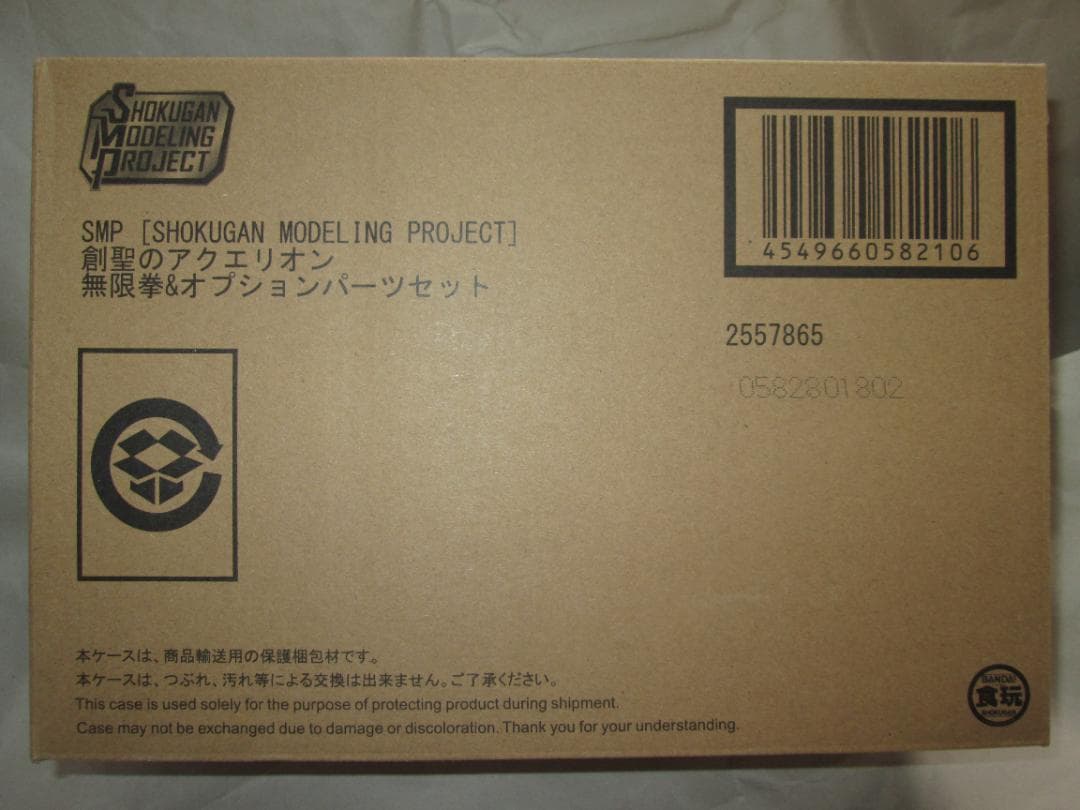 SHOKUGAN
MODELING
PROJECT
SMP [SHOKUGAN MODELING PROJECT]
創聖のアクエリオン
無限拳&オプションパーツセット
4549660582106
2557865
0582801802
本ケースは、商品輸送用の保護梱包材です。
本ケースは、つぶれ、汚れ等による交換は出来ません。ご了承ください。
This case is used solely for the purpose of protecting product during shipment.
Case may not be exchanged due to damage or discoloration. Thank you for your understanding.
BANDAI
食玩
SHOKUGAN